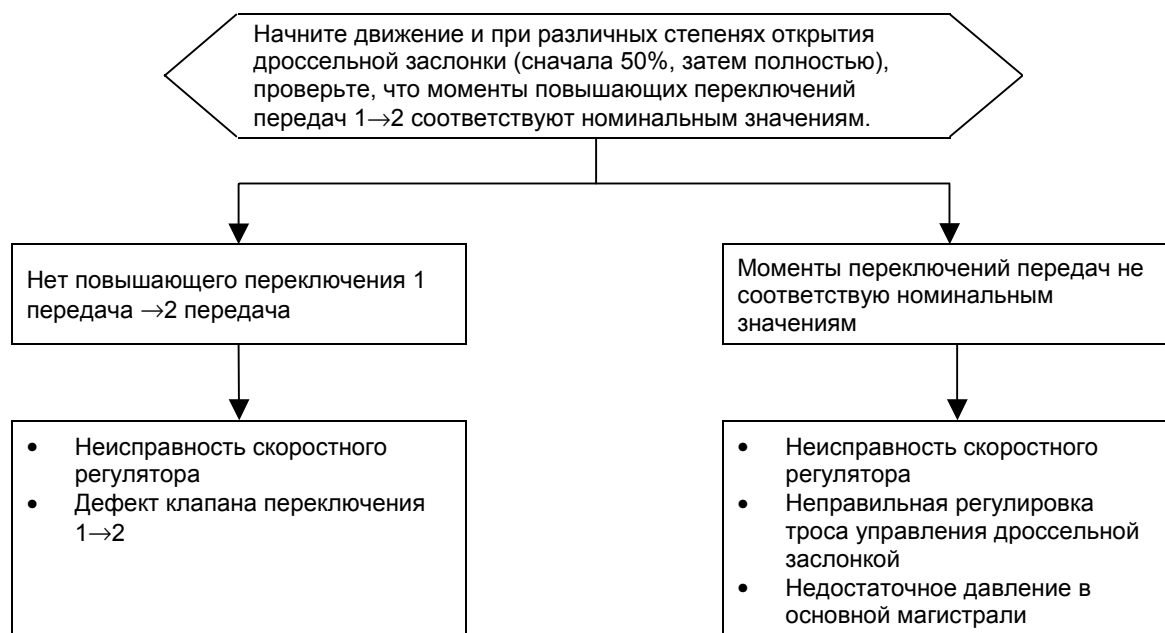 Начните движение и при различных степенях открытия
дроссельной заслонки (сначала 50%, затем полностью),
проверьте, что моменты повышающих переключений
передач 1→2 соответствуют номинальным значениям.
Нет повышающего переключения 1
передача →2 передача
Моменты переключений передач не
соответствую номинальным
значениям
• Неисправность скоростного
регулятора
• Дефект клапана переключения
1→2
• Неисправность скоростного
регулятора
• Неправильная регулировка
троса управления дроссельной
заслонкой
• Недостаточное давление в
основной магистрали